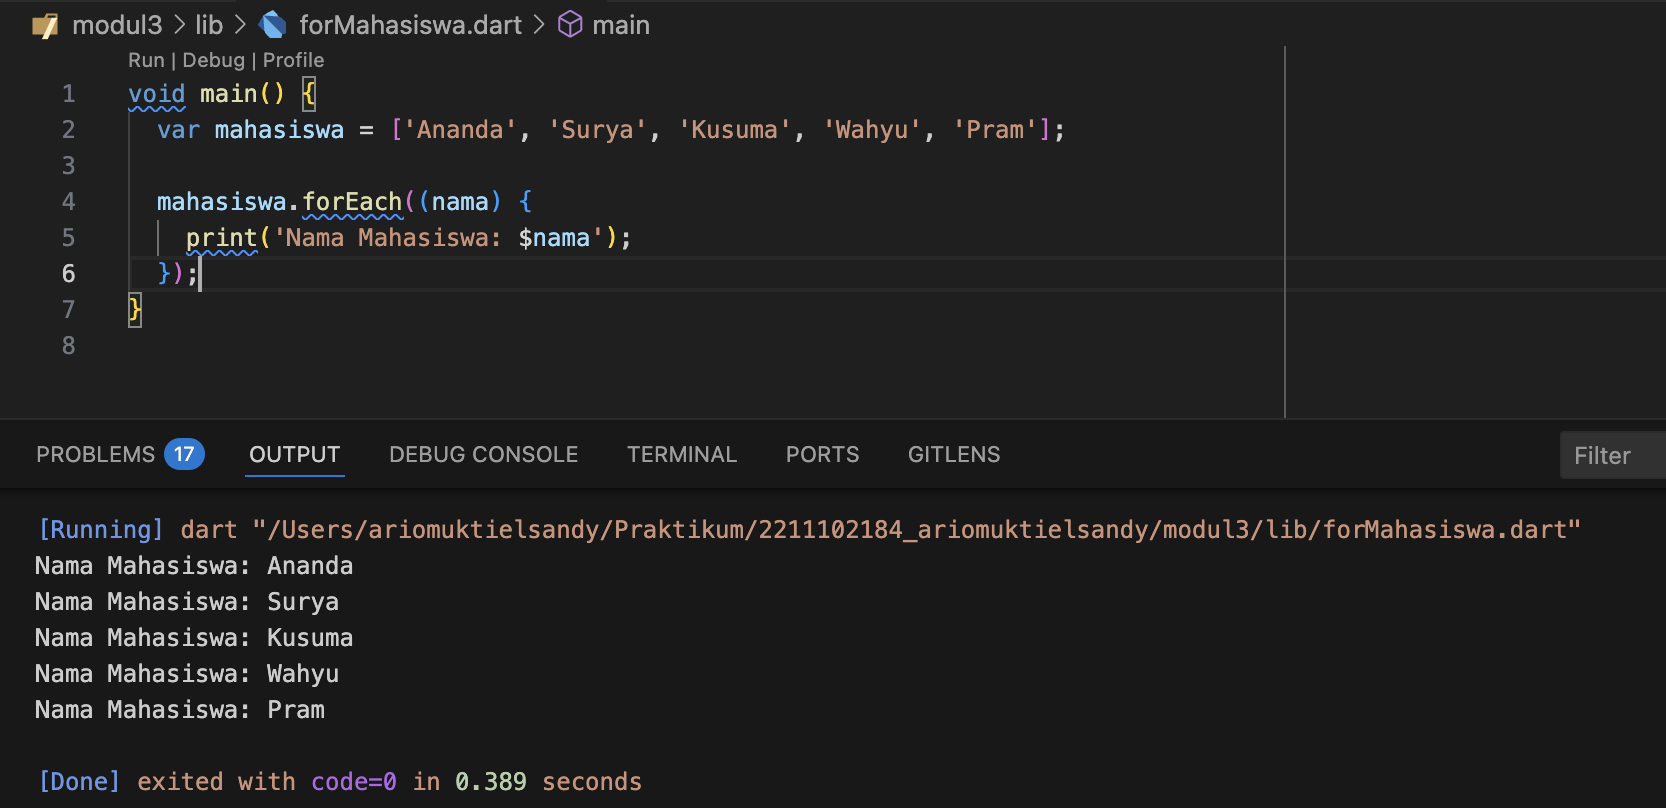 modul3 > lib > forMahasiswa.dart > main
Run | Debug | Profile
1 void main() {
2   var mahasiswa = ['Ananda', 'Surya', 'Kusuma', 'Wahyu', 'Pram'];
3
4   mahasiswa.forEach((nama) {
5     print('Nama Mahasiswa: $nama');
6   });
7 }
8
PROBLEMS 17 OUTPUT DEBUG CONSOLE TERMINAL PORTS GITLENS Filter
[Running] dart "/Users/ariomuktielsandy/Praktikum/2211102184_ariomuktielsandy/modul3/lib/forMahasiswa.dart"
Nama Mahasiswa: Ananda
Nama Mahasiswa: Surya
Nama Mahasiswa: Kusuma
Nama Mahasiswa: Wahyu
Nama Mahasiswa: Pram
[Done] exited with code=0 in 0.389 seconds